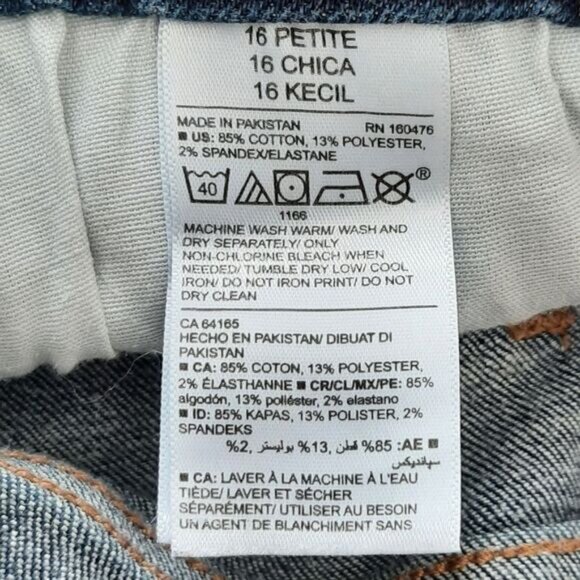 16 PETITE
16 CHICA
16 KECIL
MADE IN PAKISTAN RN 160476
■ US: 85% COTTON, 13% POLYESTER,
2% SPANDEX/ELASTANE
40 ®
1166
MACHINE WASH WARM/ WASH AND
DRY SEPARATELY/ ONLY
NON-CHLORINE BLEACH WHEN
NEEDED/ TUMBLE DRY LOW/ COOL
IRON/ DO NOT IRON PRINT/ DO NOT
DRY CLEAN
CA 64165
HECHO EN PAKISTAN/ DIBUAT DI
PAKISTAN
■ CA: 85% COTON, 13% POLYESTER,
2% ÉLASTHANNE ■ CR/CL/MX/PE: 85%
algodón, 13% poliéster, 2% elastano
■ ID: 85% KAPAS, 13% POLISTER, 2%
SPANDEKS
■ AE: 85% قطن, 13% بوليستر, 2%
سپانديكس
■ CA: LAVER À LA MACHINE À L'EAU
TIÈDE/ LAVER ET SÉCHER
SÉPARÉMENT/ UTILISER AU BESOIN
UN AGENT DE BLANCHIMENT SANS